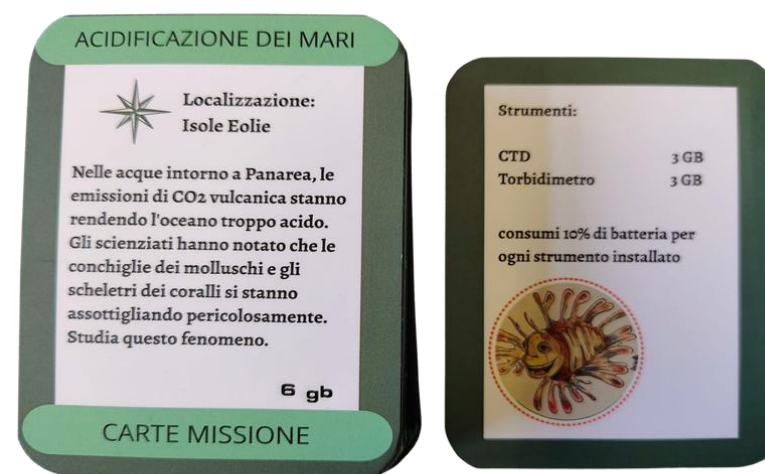 ACIDIFICAZIONE DEI MARI
Localizzazione:
Isole Eolie
Nelle acque intorno a Panarea, le
emissioni di CO2 vulcanica stanno
rendendo l'oceano troppo acido.
Gli scienziati hanno notato che le
conchiglie dei molluschi e gli
scheletri dei coralli si stanno
assottigliando pericolosamente.
Studia questo fenomeno.
6 gb
CARTE MISSIONE
Strumenti:
CTD 3 GB
Torbidimetro 3 GB
consumi 10% di batteria per
ogni strumento installato